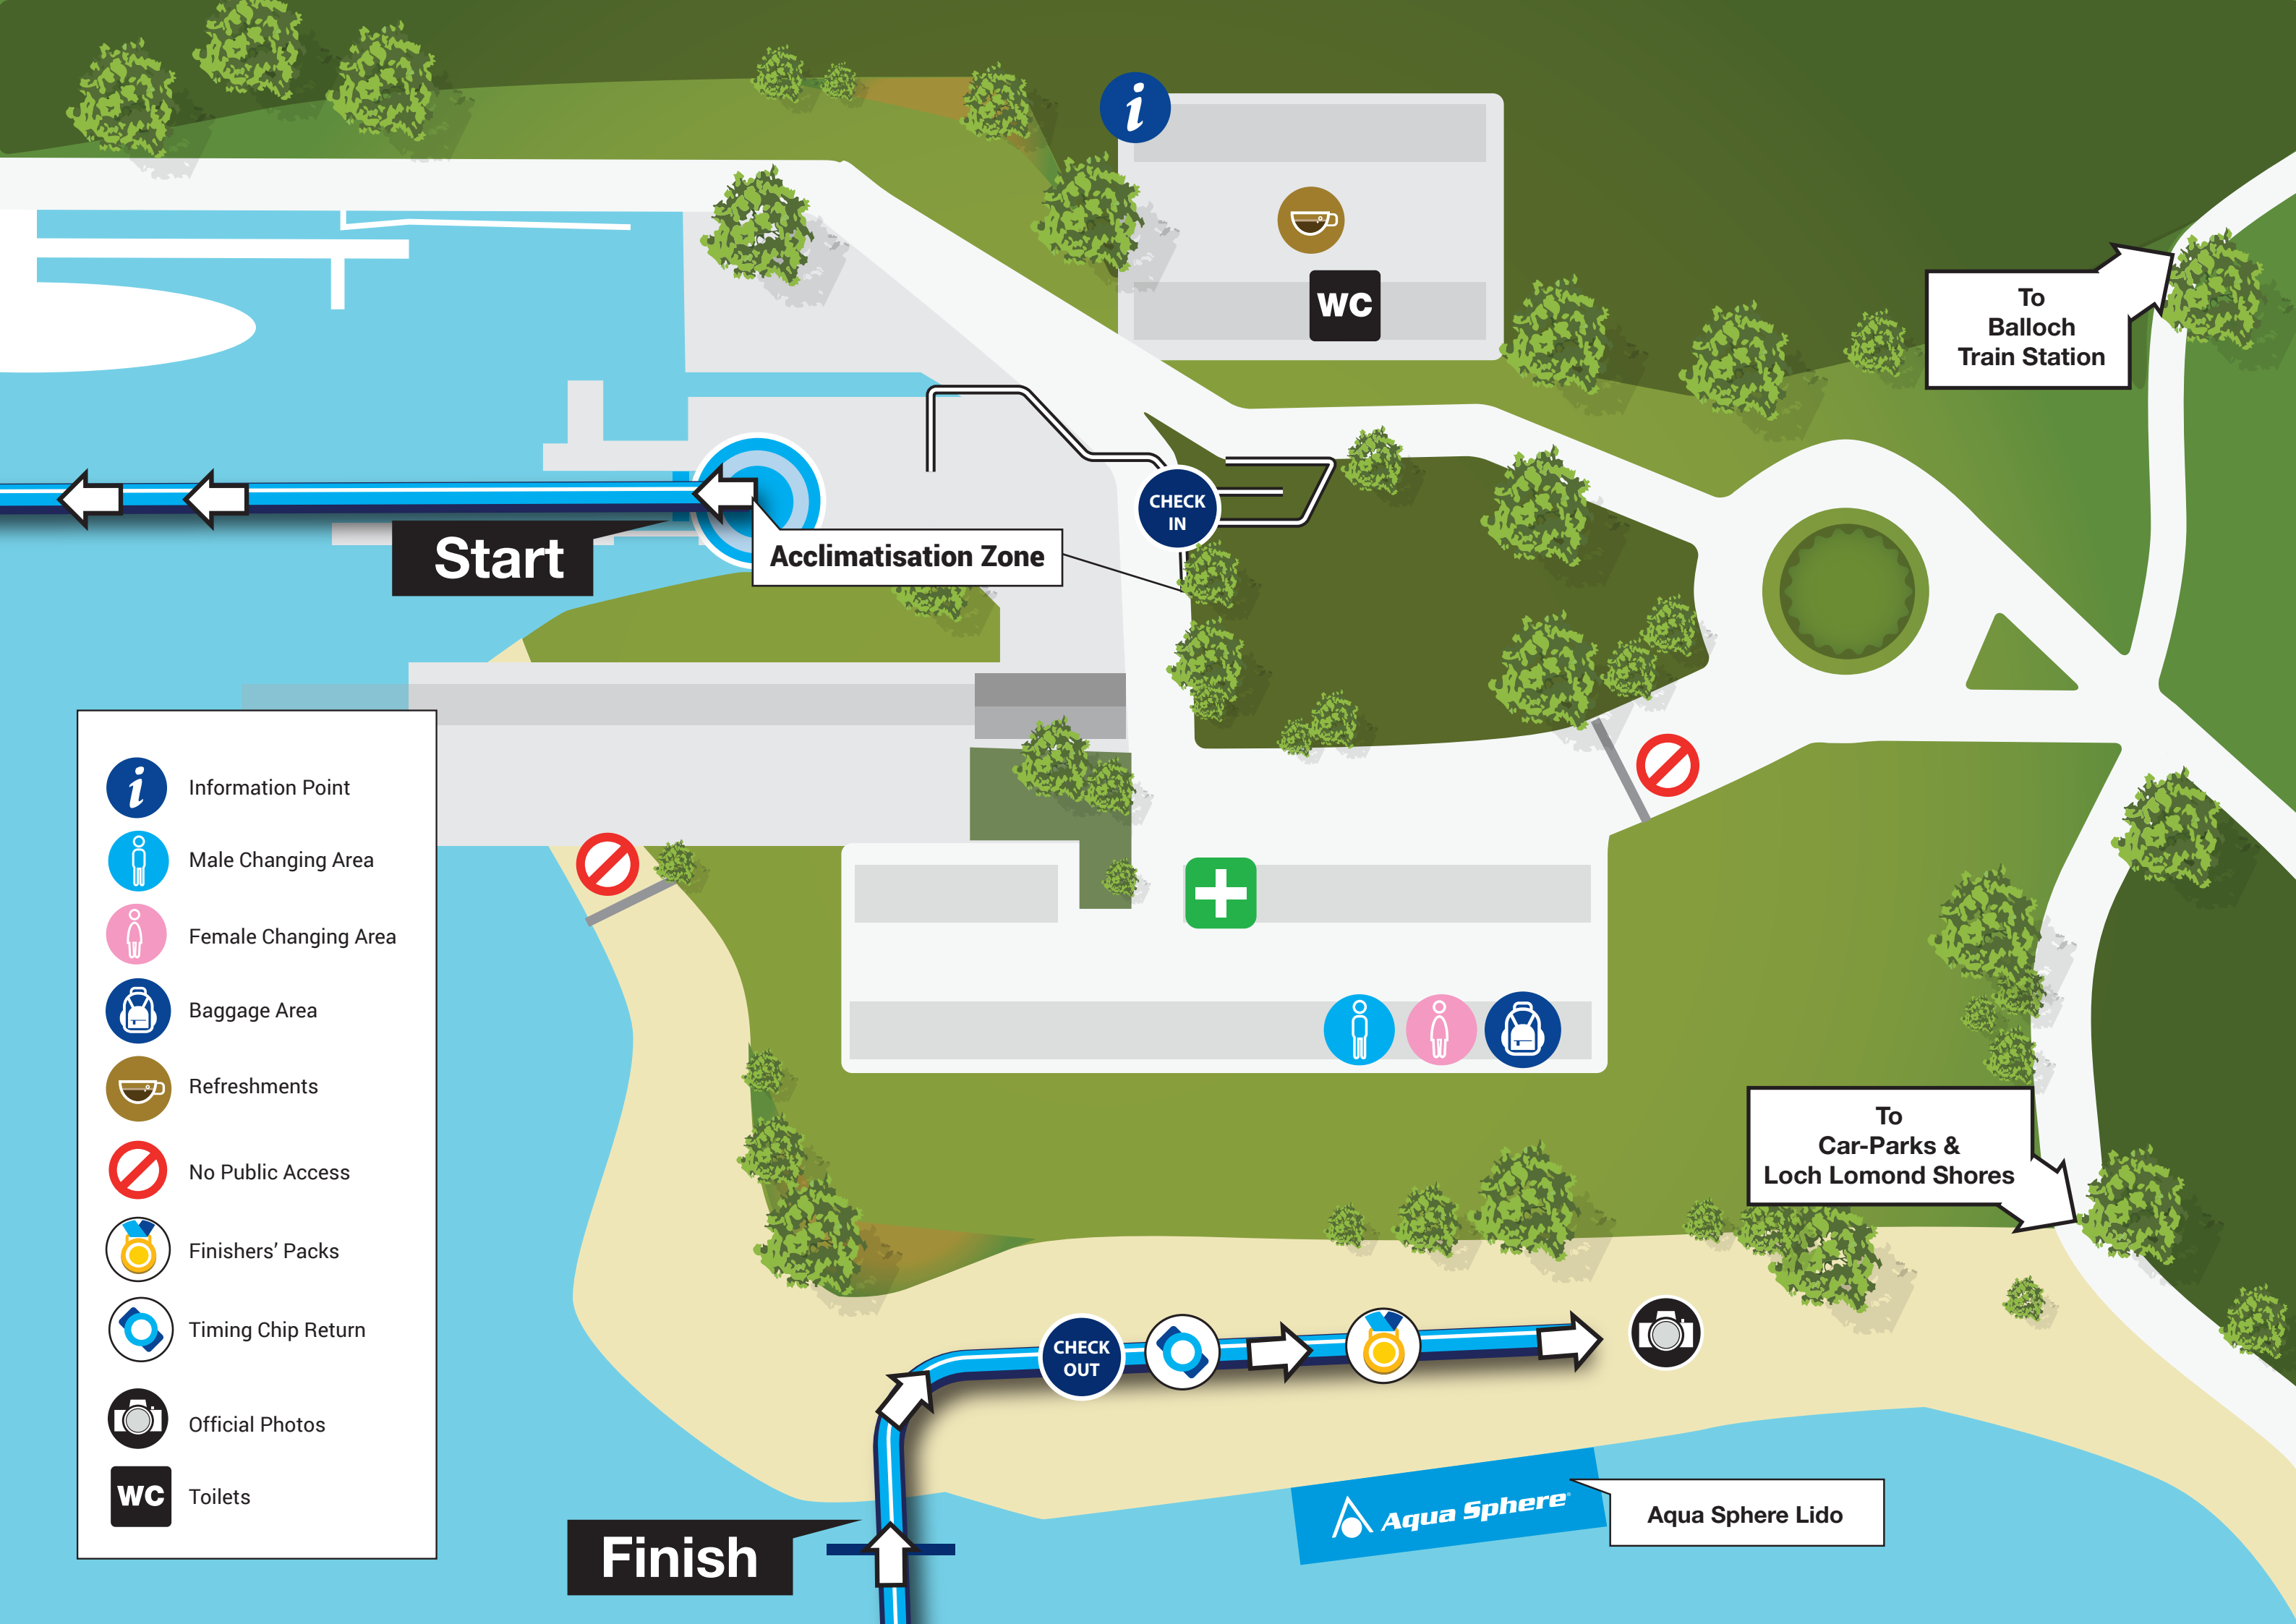 i
WC
To
Balloch
Train Station
CHECK
IN
Start
Acclimatisation Zone
i
Information Point
Male Changing Area
Female Changing Area
Baggage Area
Refreshments
No Public Access
Finishers’ Packs
Timing Chip Return
Official Photos
WC
Toilets
To
Car-Parks &
Loch Lomond Shores
CHECK
OUT
Aqua Sphere
Aqua Sphere Lido
Finish